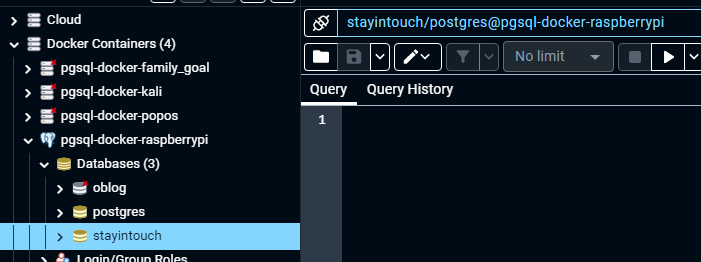 Cloud
Docker Containers (4)
pgsql-docker-family_goal
pgsql-docker-kali
pgsql-docker-popos
pgsql-docker-raspberrypi
Databases (3)
oblog
postgres
stayintouch
Login/Group Roles
stayintouch/postgres@pgsql-docker-raspberrypi
No limit
Query Query History
1